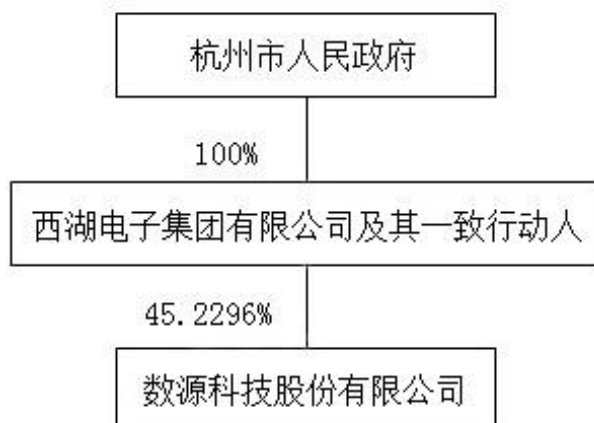 杭州市人民政府
100%
西湖电子集团有限公司及其一致行动人
45.2296%
数源科技股份有限公司